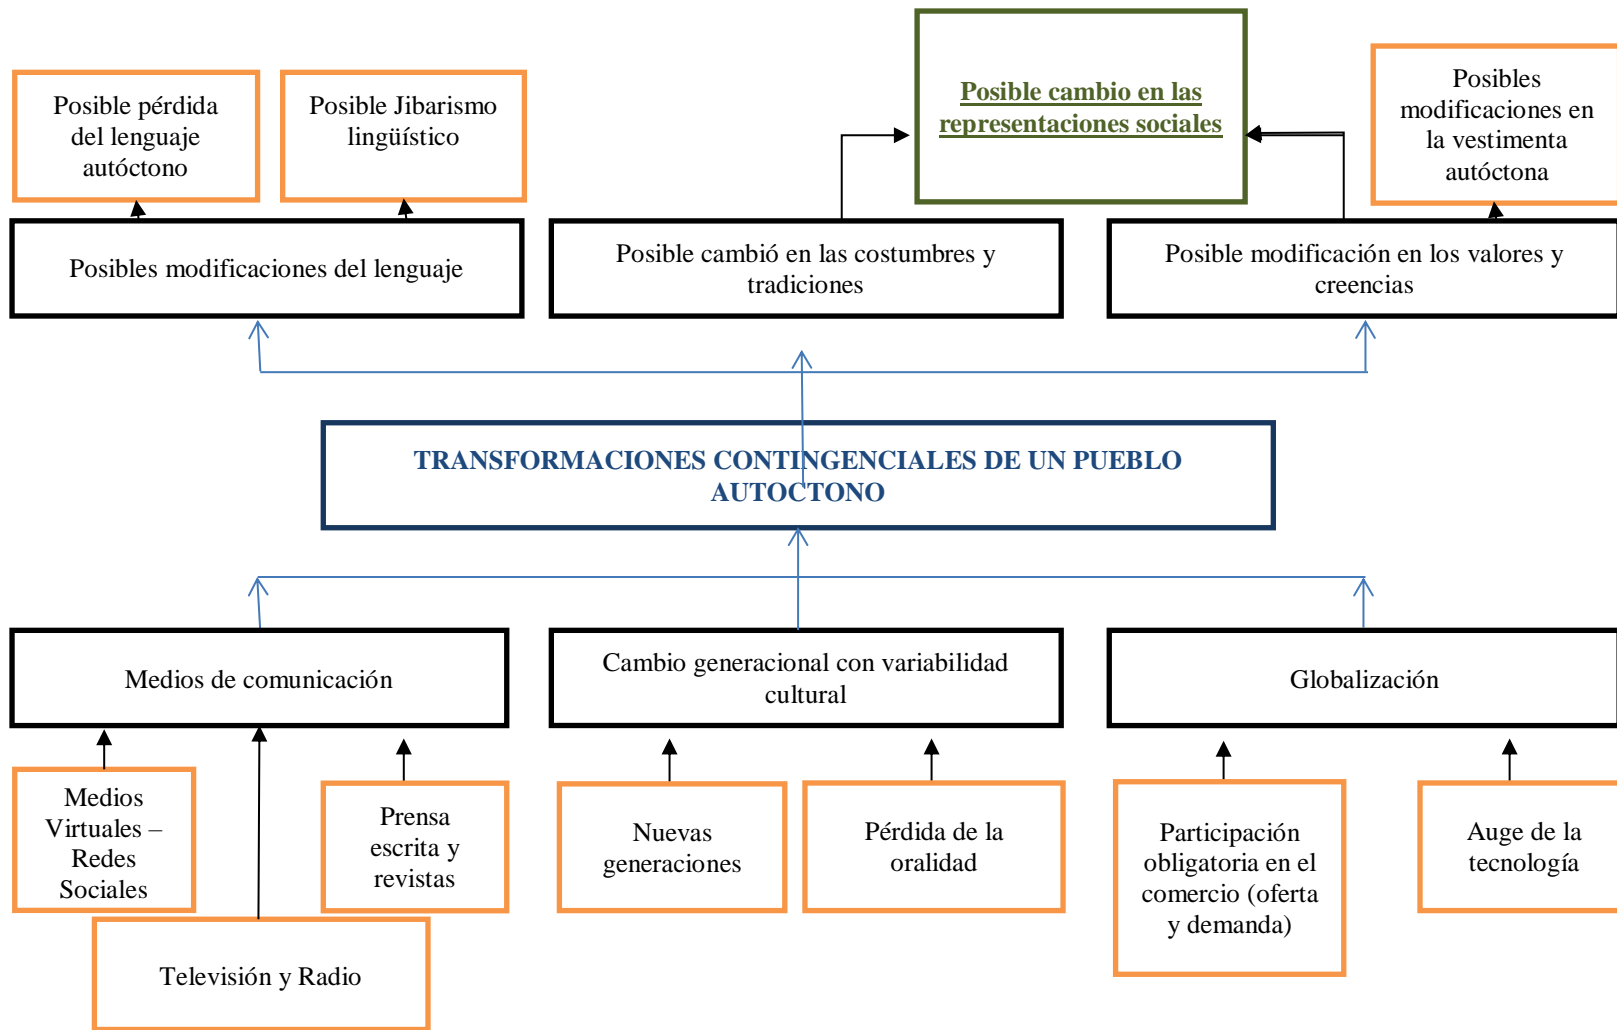 Posible pérdida
del lenguaje
autóctono
Posible Jibarismo
lingüístico
Posible cambio en las
representaciones sociales
Posibles
modificaciones en
la vestimenta
autóctona
Posibles modificaciones del lenguaje
Posible cambió en las costumbres y
tradiciones
Posible modificación en los valores y
creencias
TRANSFORMACIONES CONTINGENCIALES DE UN PUEBLO
AUTOCTONO
Medios de comunicación
Cambio generacional con variabilidad
cultural
Globalización
Medios
Virtuales –
Redes
Sociales
Prensa
escrita y
revistas
Nuevas
generaciones
Pérdida de la
oralidad
Participación
obligatoria en el
comercio (oferta
y demanda)
Auge de la
tecnología
Televisión y Radio